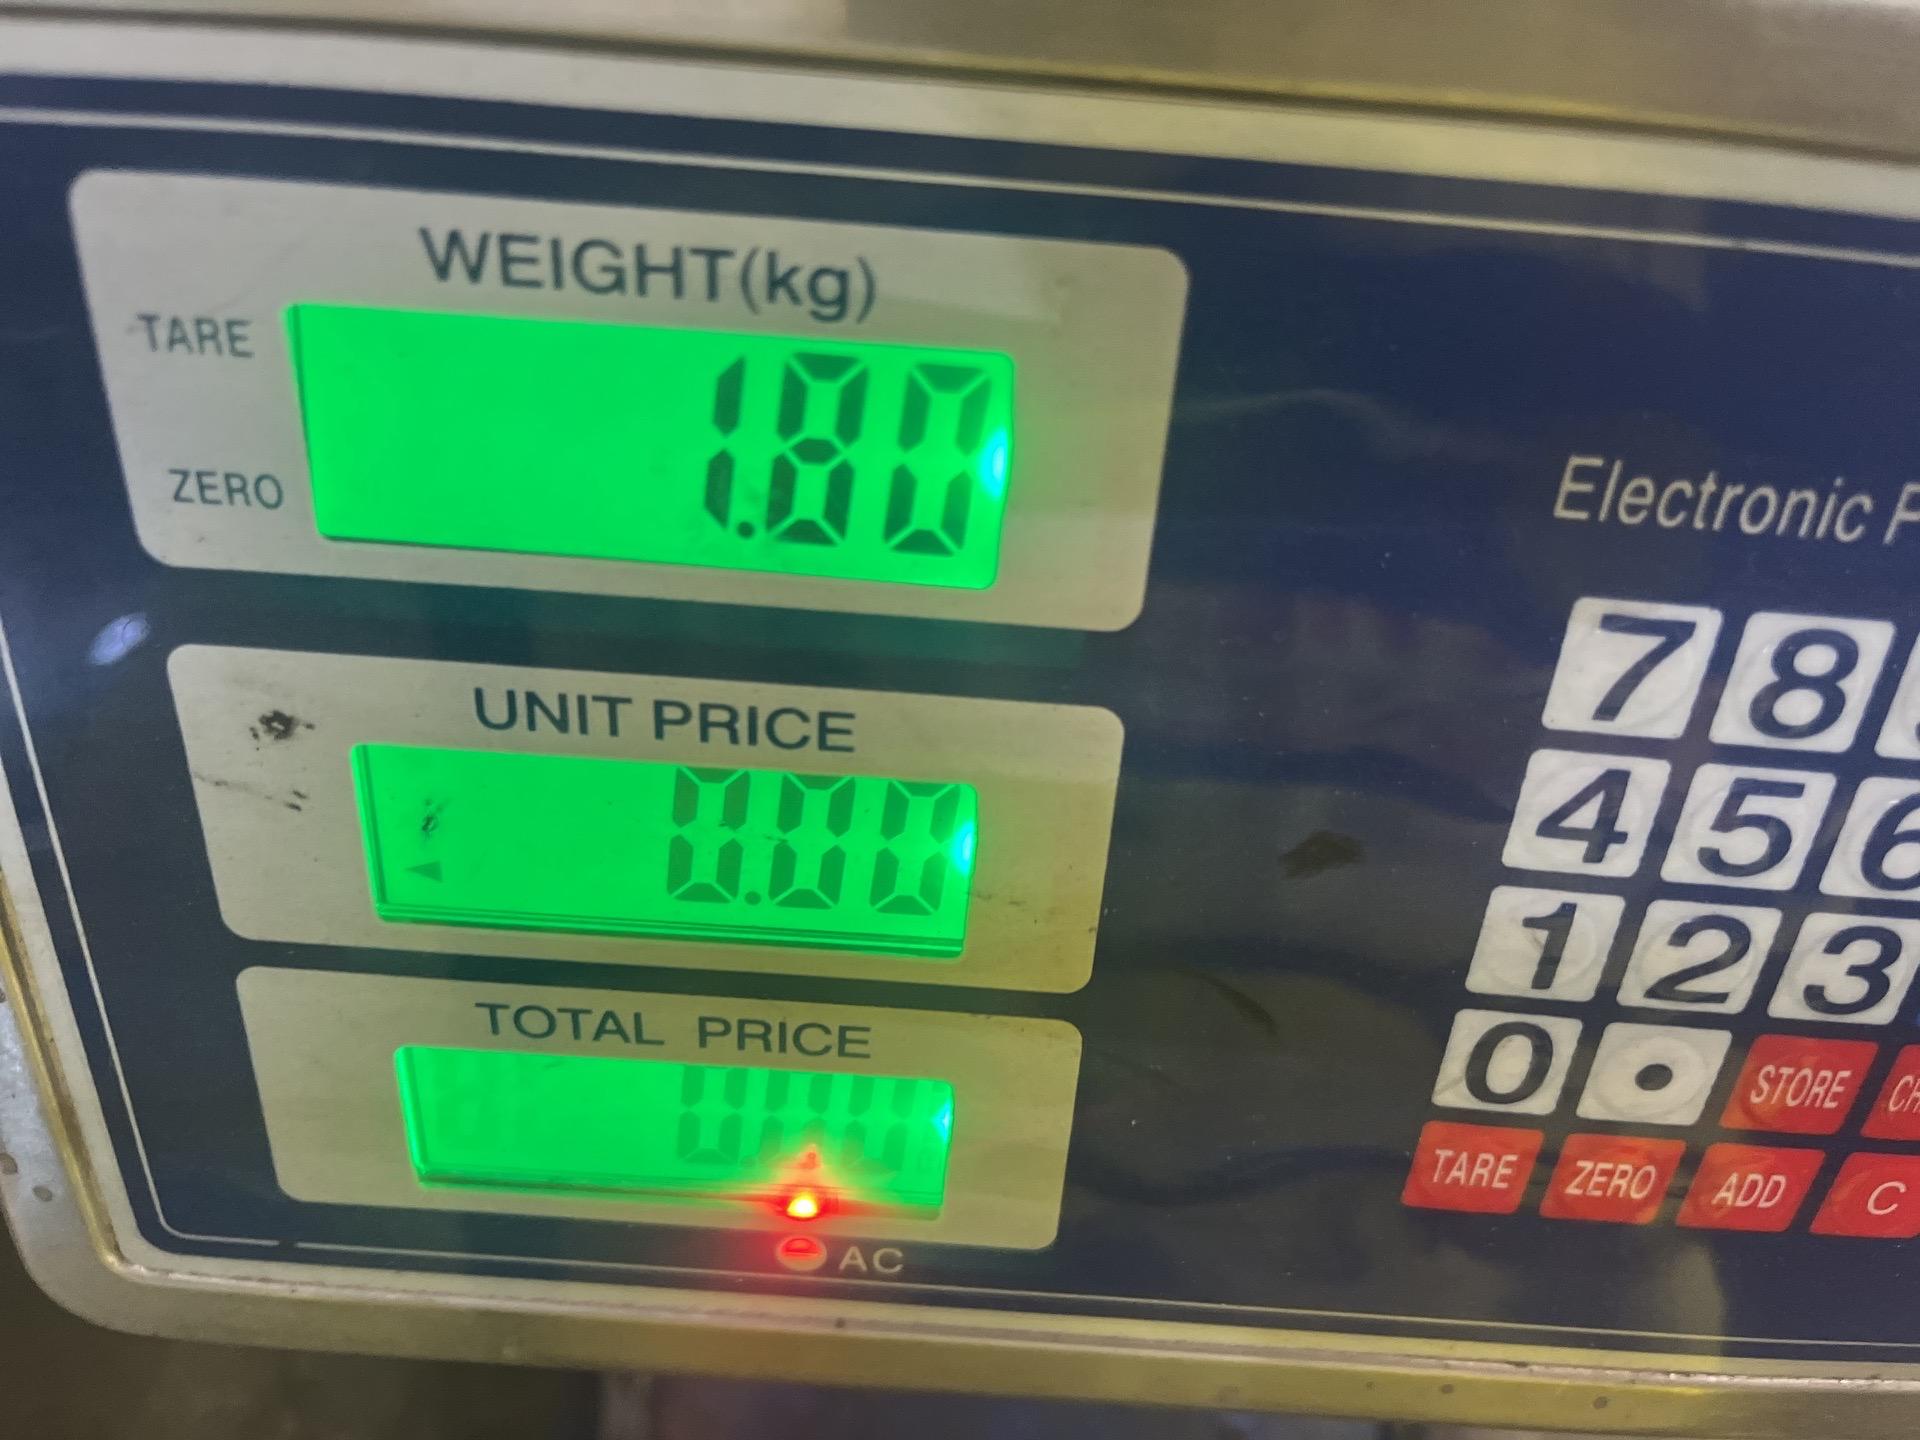 WEIGHT(kg)
TARE
1.80
ZERO
UNIT PRICE
0.00
TOTAL PRICE
AC
Electronic
7 8
4 5 6
1 2 3
0 • STORE
TARE ZERO ADD C